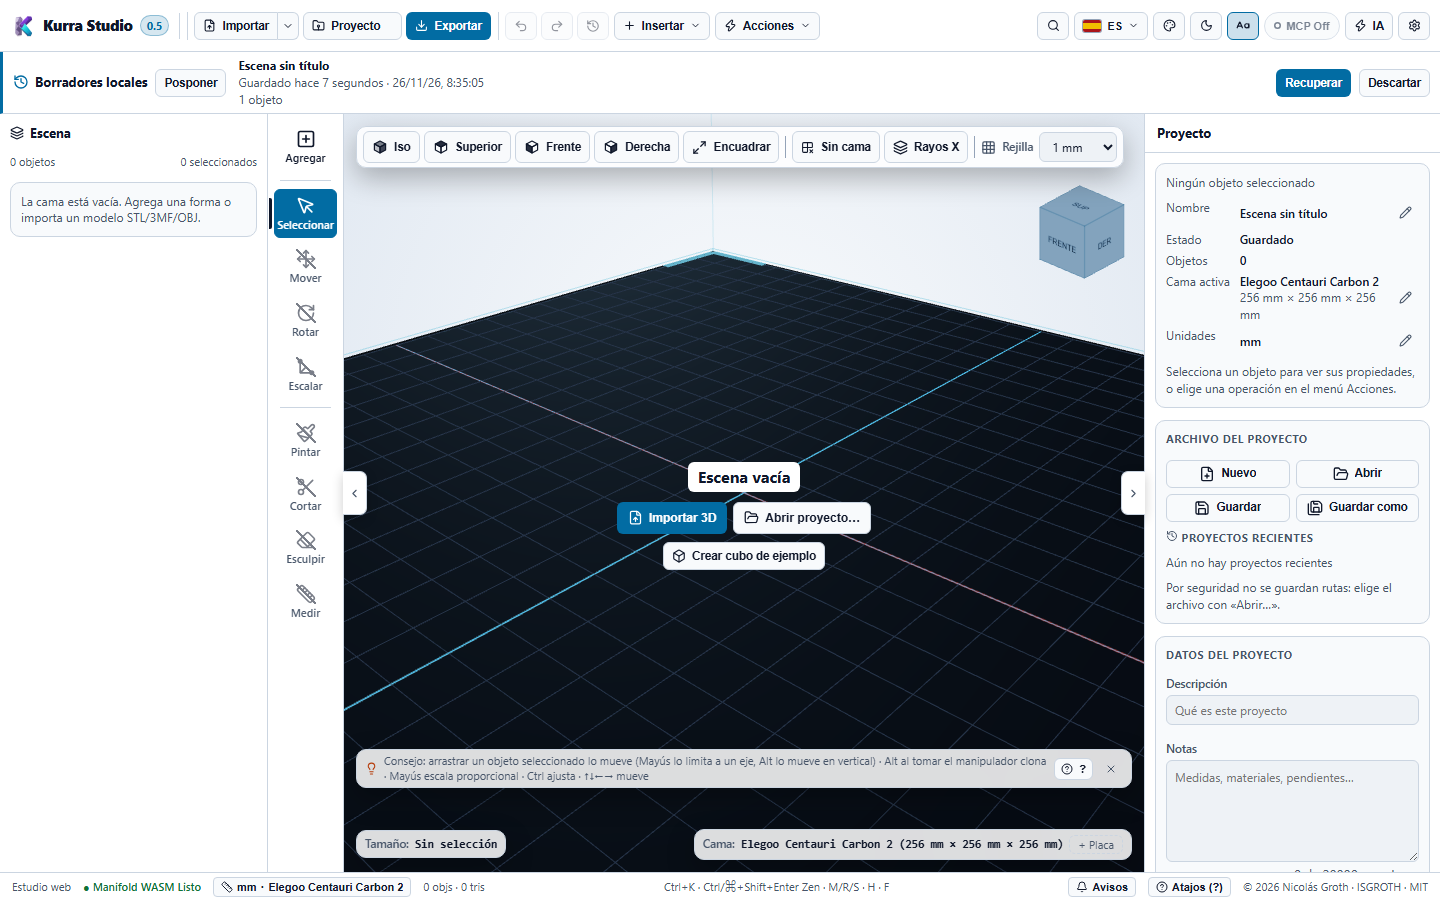 Kurra Studio 0.5 Importar Proyecto Exportar Insertar Acciones ES Aa MCP Off IA
Borradores locales Posponer
Escena sin título
Guardado hace 7 segundos · 26/11/26, 8:35:05
1 objeto
Recuperar Descartar
Escena
0 objetos 0 seleccionados
La cama está vacía. Agrega una forma o
importa un modelo STL/3MF/OBJ.
Agregar
Seleccionar
Mover
Rotar
Escalar
Pintar
Cortar
Esculpir
Medir
Iso Superior Frente Derecha Encuadrar Sin cama Rayos X Rejilla 1 mm
SUP
FRENTE DER
Escena vacía
Importar 3D Abrir proyecto...
Crear cubo de ejemplo
Consejo: arrastrar un objeto seleccionado lo mueve (Mayús lo limita a un eje, Alt lo mueve en vertical) · Alt al tomar el manipulador clona
· Mayús escala proporcional · Ctrl ajusta · ↑↓←→ mueve
?
Tamaño: Sin selección
Cama: Elegoo Centauri Carbon 2 (256 mm × 256 mm × 256 mm) + Placa
Proyecto
Ningún objeto seleccionado
Nombre Escena sin título
Estado Guardado
Objetos 0
Cama activa Elegoo Centauri Carbon 2
256 mm × 256 mm × 256
mm
Unidades mm
Selecciona un objeto para ver sus propiedades,
o elige una operación en el menú Acciones.
ARCHIVO DEL PROYECTO
Nuevo Abrir
Guardar Guardar como
PROYECTOS RECIENTES
Aún no hay proyectos recientes
Por seguridad no se guardan rutas: elige el
archivo con «Abrir...».
DATOS DEL PROYECTO
Descripción
Qué es este proyecto
Notas
Medidas, materiales, pendientes...
Estudio web ● Manifold WASM Listo mm · Elegoo Centauri Carbon 2 0 objs · 0 tris Ctrl+K · Ctrl/⌘+Shift+Enter Zen · M/R/S · H · F Avisos Atajos (?) © 2026 Nicolás Groth · ISGROTH · MIT